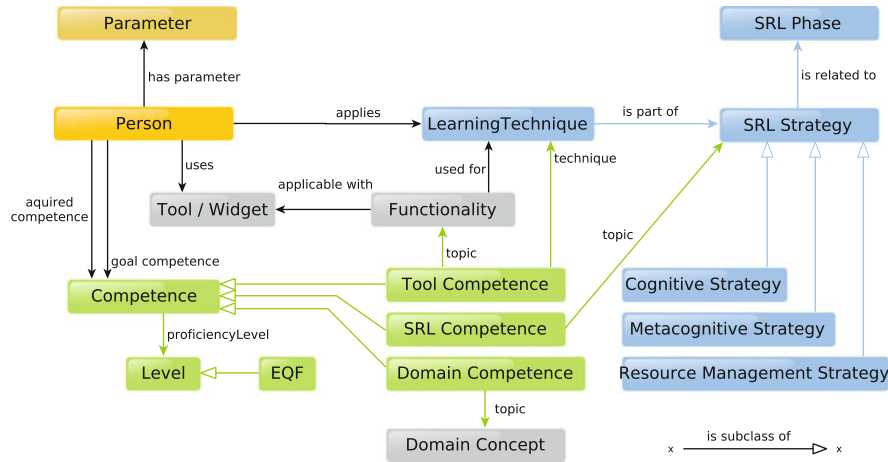 Parameter
SRL Phase
has parameter
is related to
Person
applies
LearningTechnique
is part of
SRL Strategy
uses
used for
technique
applicable with
aquired
competence
Tool / Widget
Functionality
topic
topic
goal competence
Competence
Tool Competence
Cognitive Strategy
SRL Competence
Metacognitive Strategy
proficiencyLevel
Level
EQF
Domain Competence
Resource Management Strategy
topic
Domain Concept
is subclass of
x
x